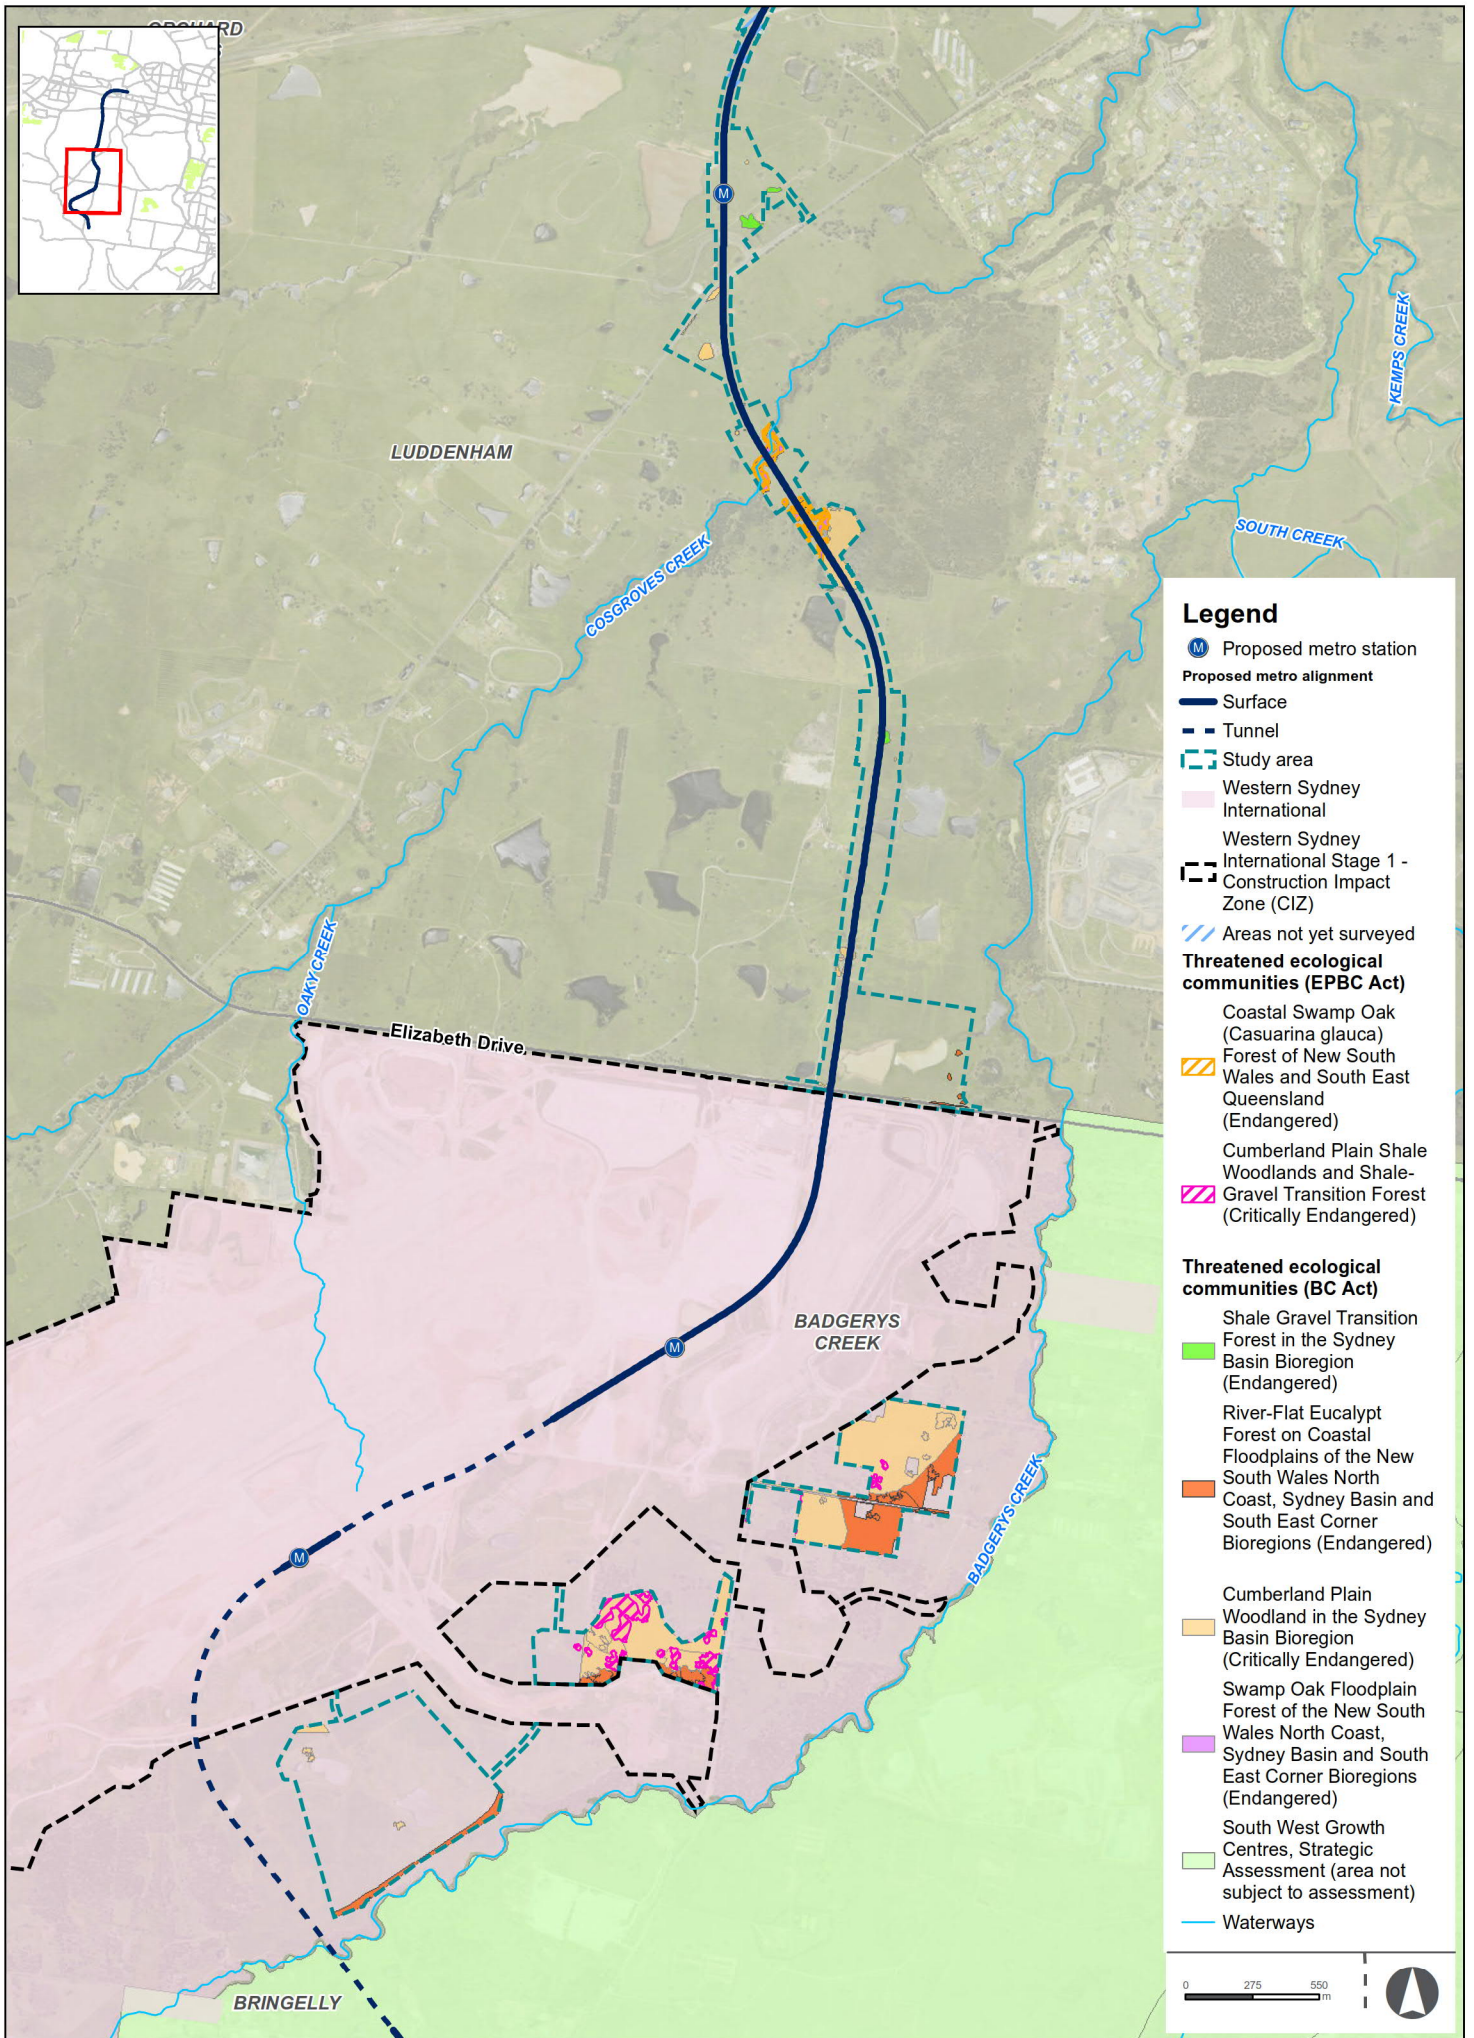 ORCHARD
M
LUDDENHAM
KEMPS CREEK
SOUTH CREEK
COSGROVES CREEK
OAKY CREEK
Elizabeth Drive
BADGERYS
CREEK
M
M
BADGERYS CREEK
BRINGELLY
Legend
M Proposed metro station
Proposed metro alignment
Surface
Tunnel
Study area
Western Sydney
International
Western Sydney
International Stage 1 -
Construction Impact
Zone (CIZ)
Areas not yet surveyed
Threatened ecological
communities (EPBC Act)
Coastal Swamp Oak
(Casuarina glauca)
Forest of New South
Wales and South East
Queensland
(Endangered)
Cumberland Plain Shale
Woodlands and Shale-
Gravel Transition Forest
(Critically Endangered)
Threatened ecological
communities (BC Act)
Shale Gravel Transition
Forest in the Sydney
Basin Bioregion
(Endangered)
River-Flat Eucalypt
Forest on Coastal
Floodplains of the New
South Wales North
Coast, Sydney Basin and
South East Corner
Bioregions (Endangered)
Cumberland Plain
Woodland in the Sydney
Basin Bioregion
(Critically Endangered)
Swamp Oak Floodplain
Forest of the New South
Wales North Coast,
Sydney Basin and South
East Corner Bioregions
(Endangered)
South West Growth
Centres, Strategic
Assessment (area not
subject to assessment)
Waterways
0 275 550
m